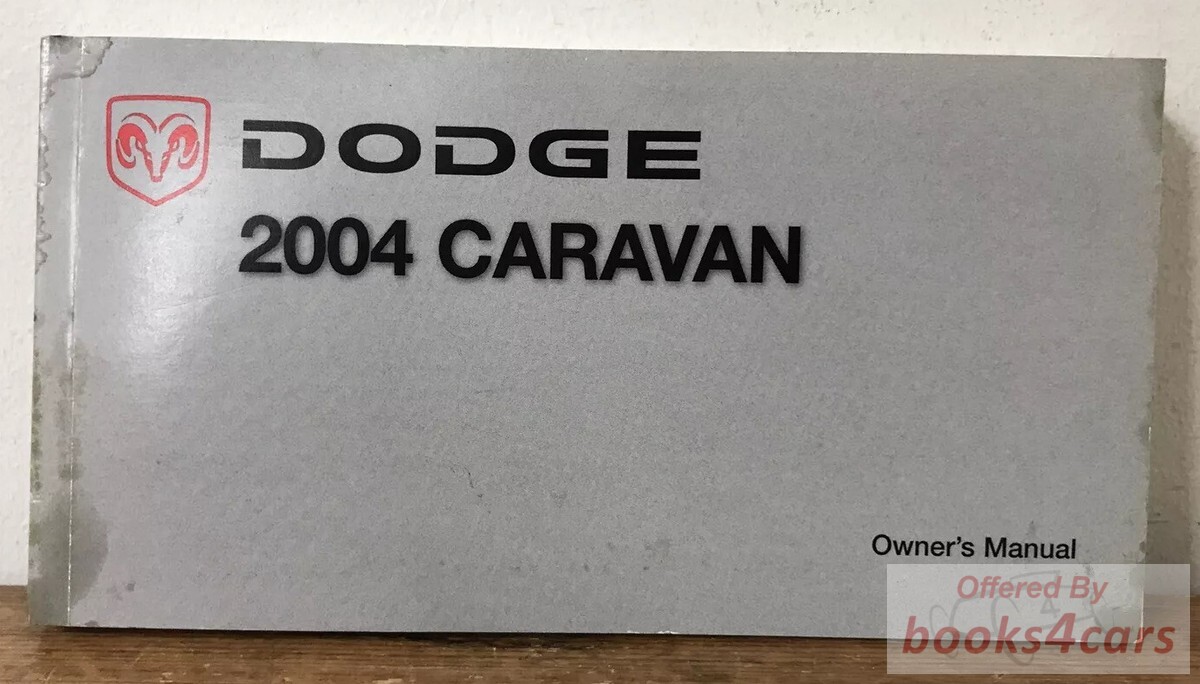 DODGE
2004 CARAVAN
Owner's Manual
Offered By
books4cars